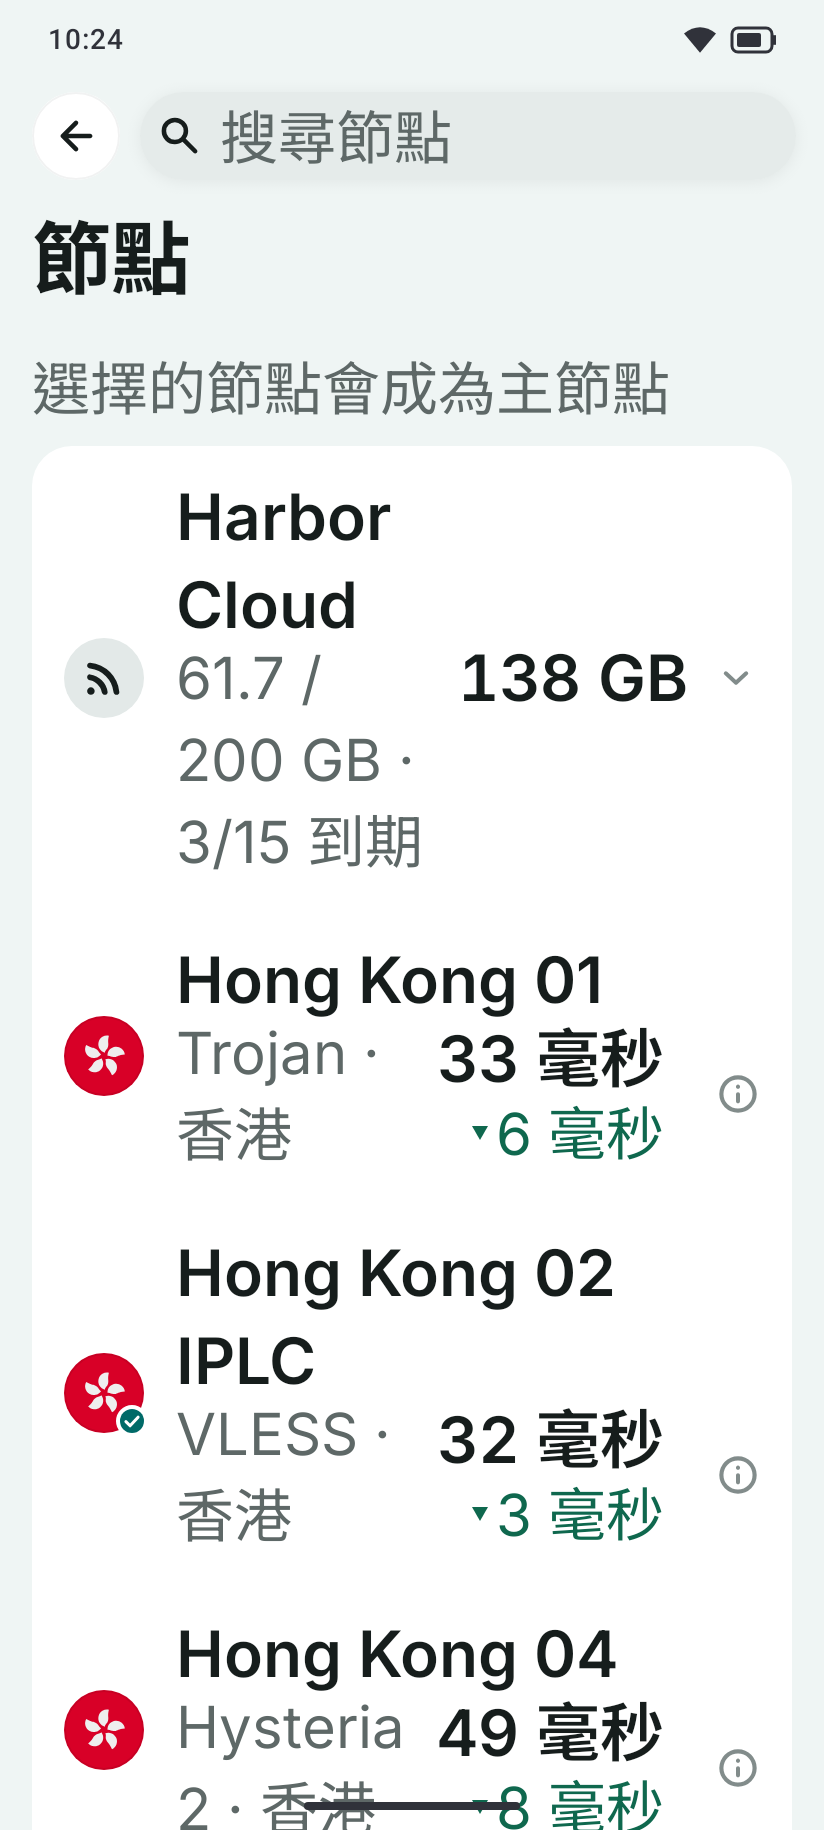 10:24
搜尋節點
節點
選擇的節點會成為主節點
Harbor
Cloud
61.7 /
200 GB ·
3/15 到期
138 GB
Hong Kong 01
Trojan ·
香港
33 毫秒
▼6 毫秒
Hong Kong 02
IPLC
VLESS ·
香港
32 毫秒
▼3 毫秒
Hong Kong 04
Hysteria
2 · 香港
49 毫秒
▼8 毫秒